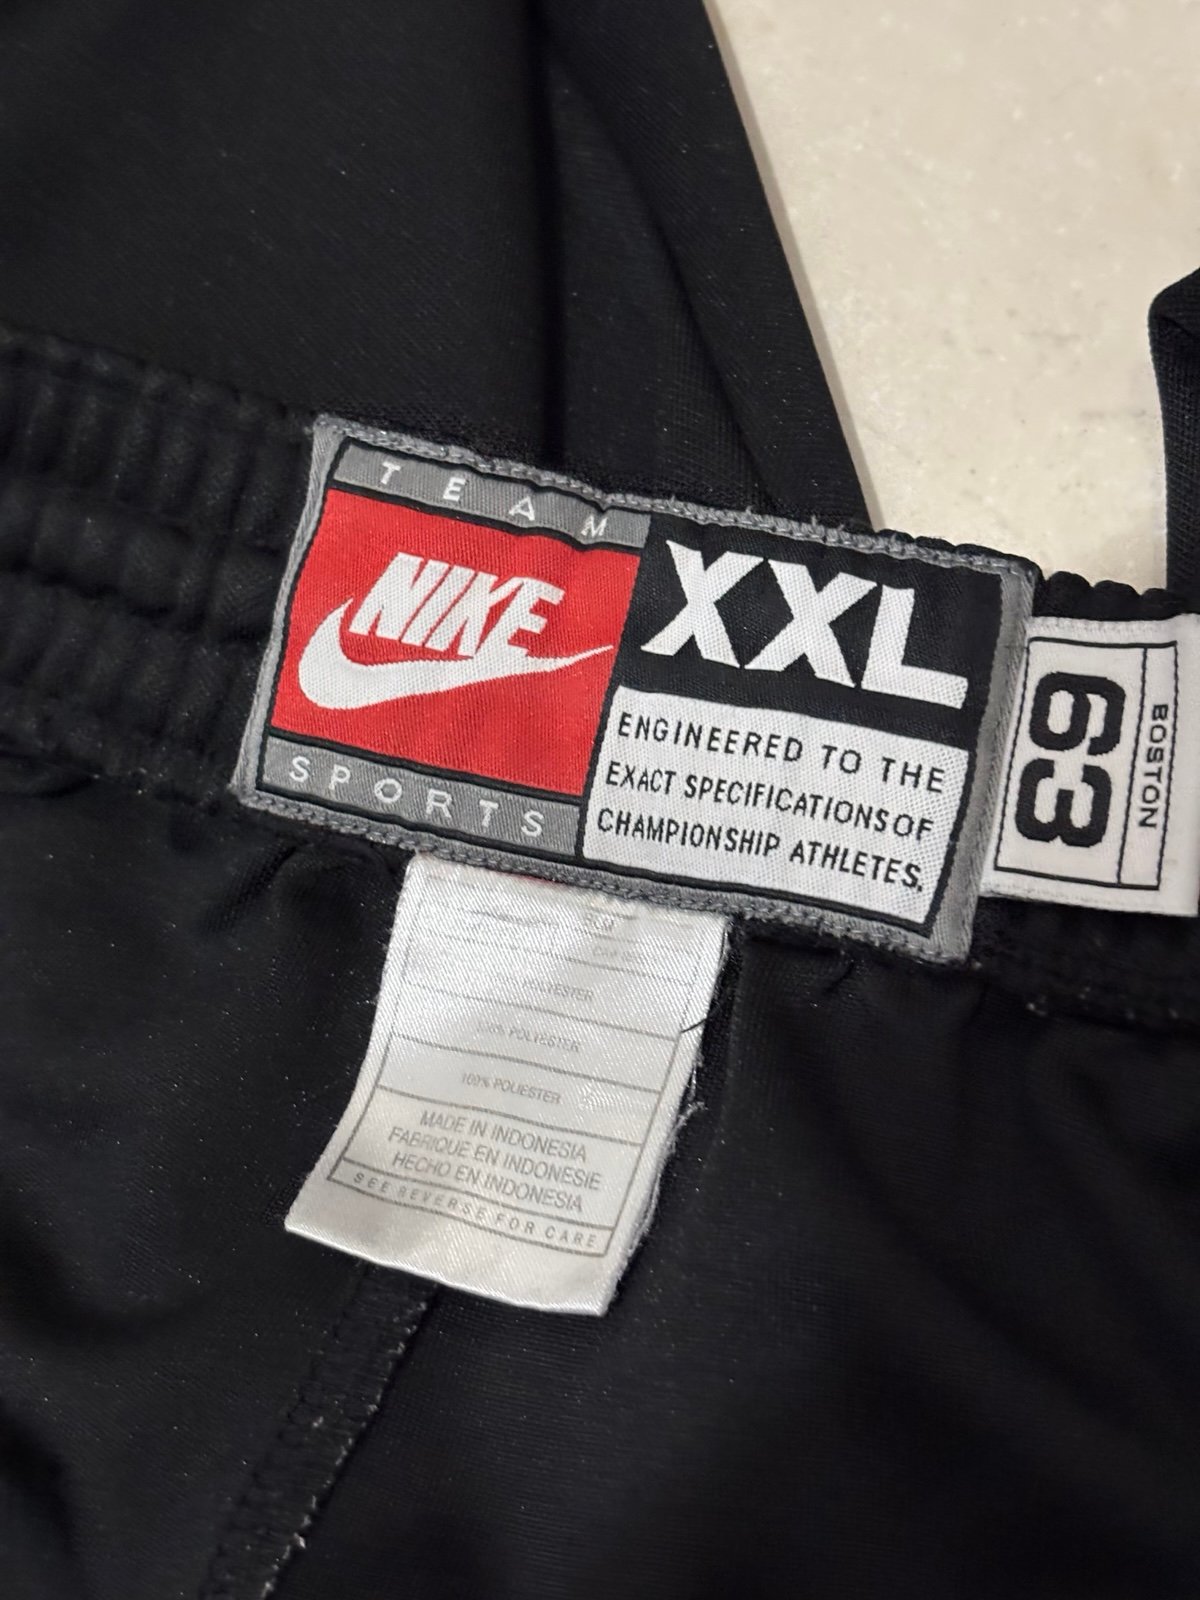 TEAM
NIKE
SPORTS
XXL
ENGINEERED TO THE
EXACT SPECIFICATIONS OF
CHAMPIONSHIP ATHLETES.
63
BOSTON
POLYESTER
100% POLYESTER
100% POLIESTER
MADE IN INDONESIA
FABRIQUE EN INDONESIE
HECHO EN INDONESIA
SEE REVERSE FOR CARE